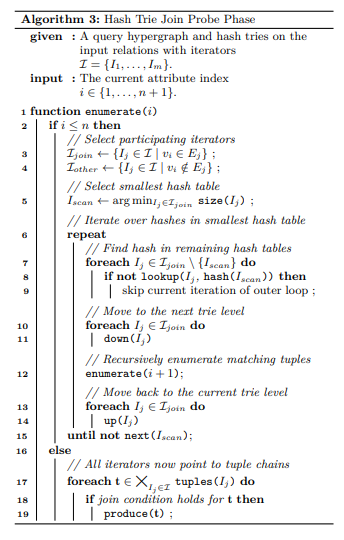 Algorithm 3: Hash Trie Join Probe Phase
given : A query hypergraph and hash tries on the
input relations with iterators
𝓘 = {I₁, . . . , Iₘ}.
input : The current attribute index
i ∈ {1, . . . , n + 1}.
1 function enumerate(i)
2 if i ≤ n then
// Select participating iterators
3 𝓘join ← {Iⱼ ∈ 𝓘 | vᵢ ∈ Eⱼ} ;
4 𝓘other ← {Iⱼ ∈ 𝓘 | vᵢ ∉ Eⱼ} ;
// Select smallest hash table
5 Iscan ← arg min Iⱼ∈𝓘join size(Iⱼ) ;
// Iterate over hashes in smallest hash table
6 repeat
// Find hash in remaining hash tables
7 foreach Iⱼ ∈ 𝓘join \ {Iscan} do
8 if not lookup(Iⱼ, hash(Iscan)) then
9 skip current iteration of outer loop ;
// Move to the next trie level
10 foreach Iⱼ ∈ 𝓘join do
11 down(Iⱼ)
// Recursively enumerate matching tuples
12 enumerate(i + 1);
// Move back to the current trie level
13 foreach Iⱼ ∈ 𝓘join do
14 up(Iⱼ)
15 until not next(Iscan);
16 else
// All iterators now point to tuple chains
17 foreach t ∈ ⨉ Iⱼ∈𝓘 tuples(Iⱼ) do
18 if join condition holds for t then
19 produce(t) ;